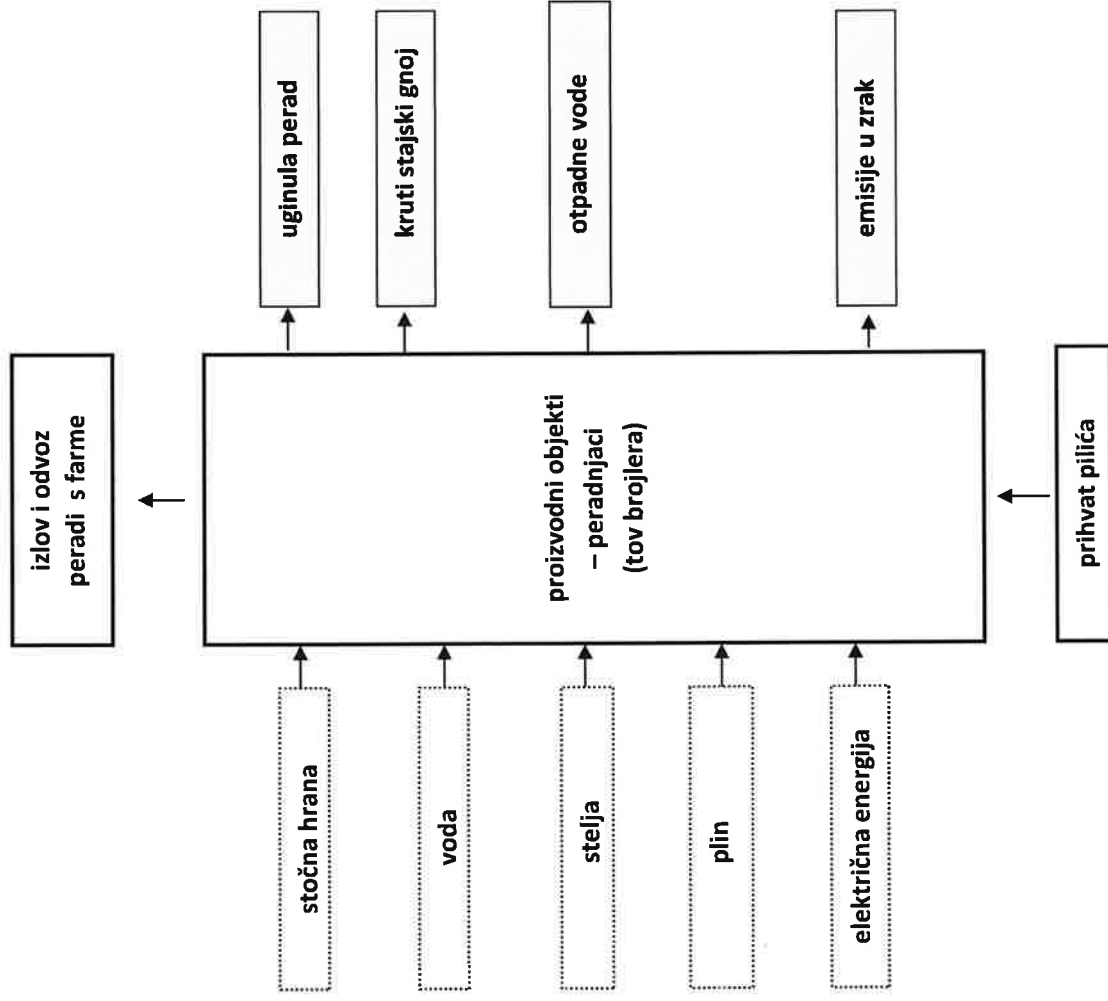 izlov i odvoz
peradi s farme
stočna hrana
voda
stelja
plin
električna energija
proizvodni objekti
– peradnjaci
(tov brojlera)
uginula perad
kruti stajski gnoj
otpadne vode
emisije u zrak
prihvat pilića